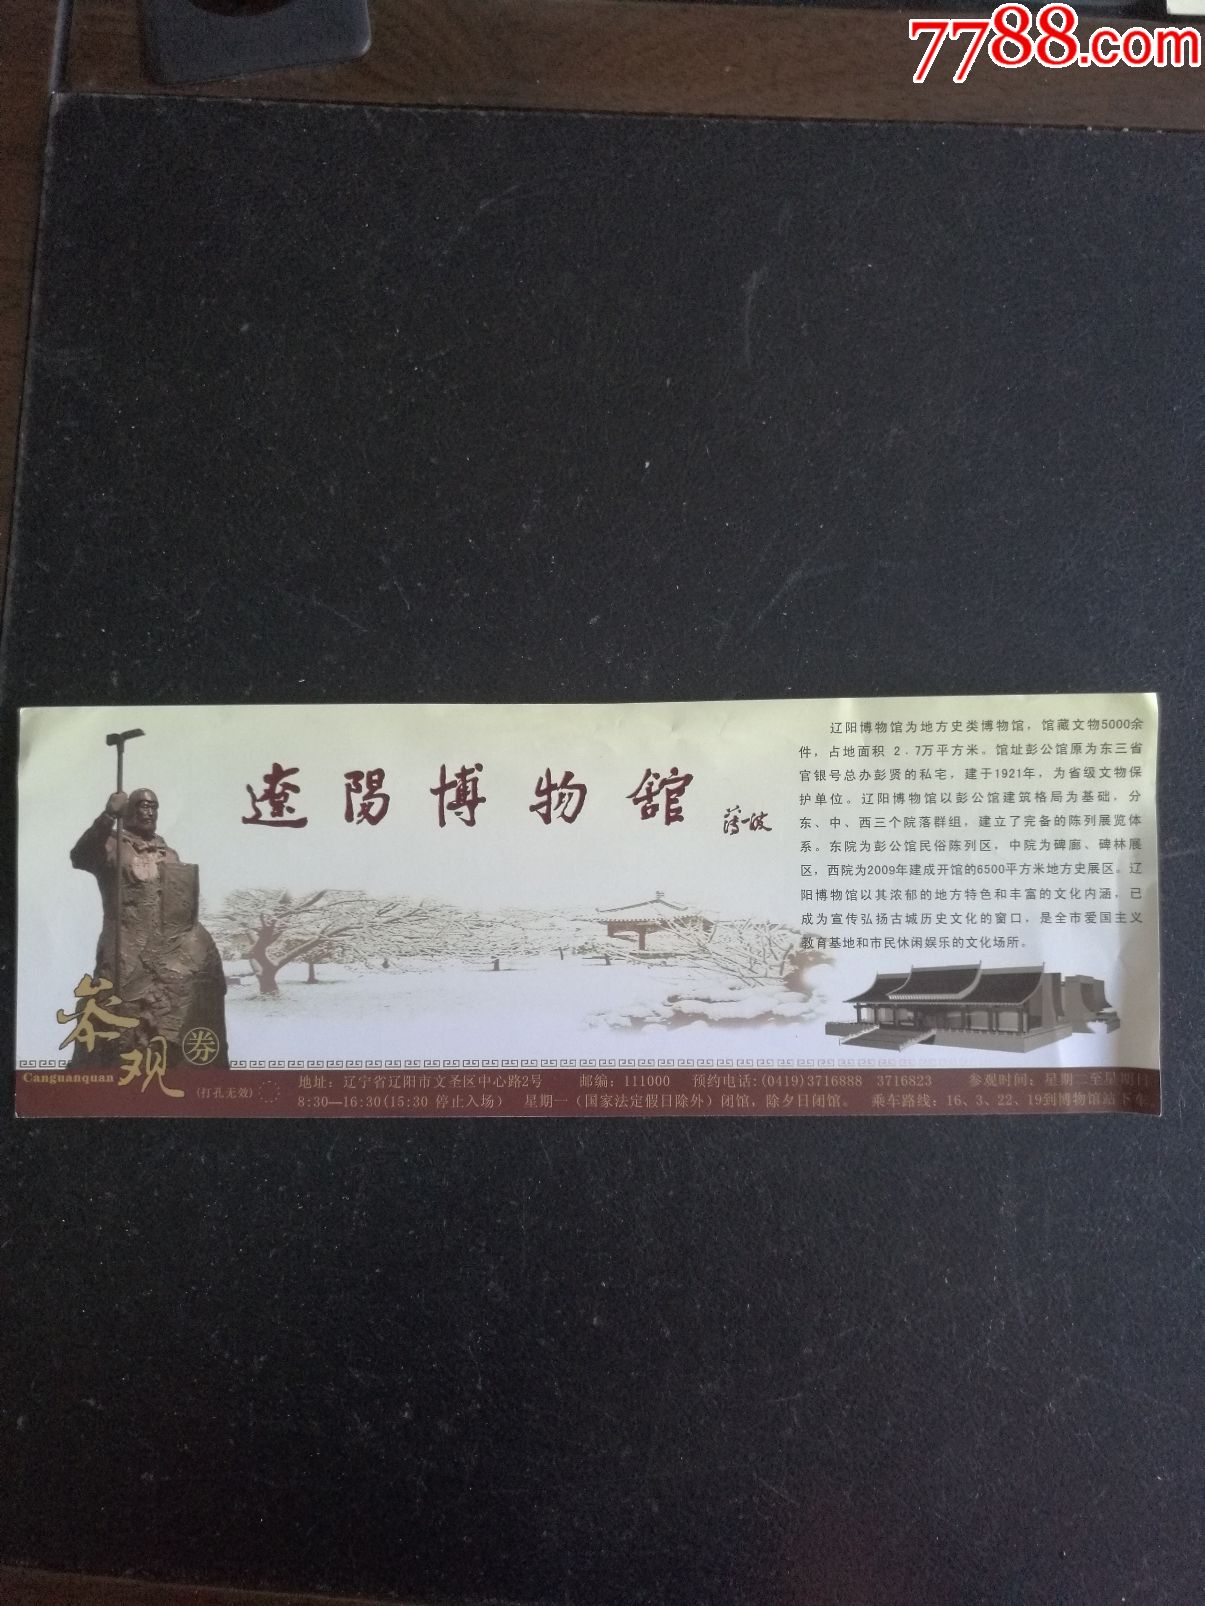 7788.com
遼陽博物館
薄一波
辽阳博物馆为地方史类博物馆，馆藏文物5000余
件，占地面积 2.7万平方米。馆址彭公馆原为东三省
官银号总办彭贤的私宅，建于1921年，为省级文物保
护单位。辽阳博物馆以彭公馆建筑格局为基础，分
东、中、西三个院落群组，建立了完备的陈列展览体
系。东院为彭公馆民俗陈列区，中院为碑廊、碑林展
区，西院为2009年建成开馆的6500平方米地方史展区。辽
阳博物馆以其浓郁的地方特色和丰富的文化内涵，已
成为宣传弘扬古城历史文化的窗口，是全市爱国主义
教育基地和市民休闲娱乐的文化场所。
参观券
Canguanquan
(打孔无效)
地址：辽宁省辽阳市文圣区中心路2号 邮编：111000 预约电话:(0419)3716888 3716823 参观时间：星期二至星期日
8:30—16:30(15:30 停止入场) 星期一（国家法定假日除外）闭馆，除夕日闭馆。 乘车路线：16、3、22、19到博物馆站下车